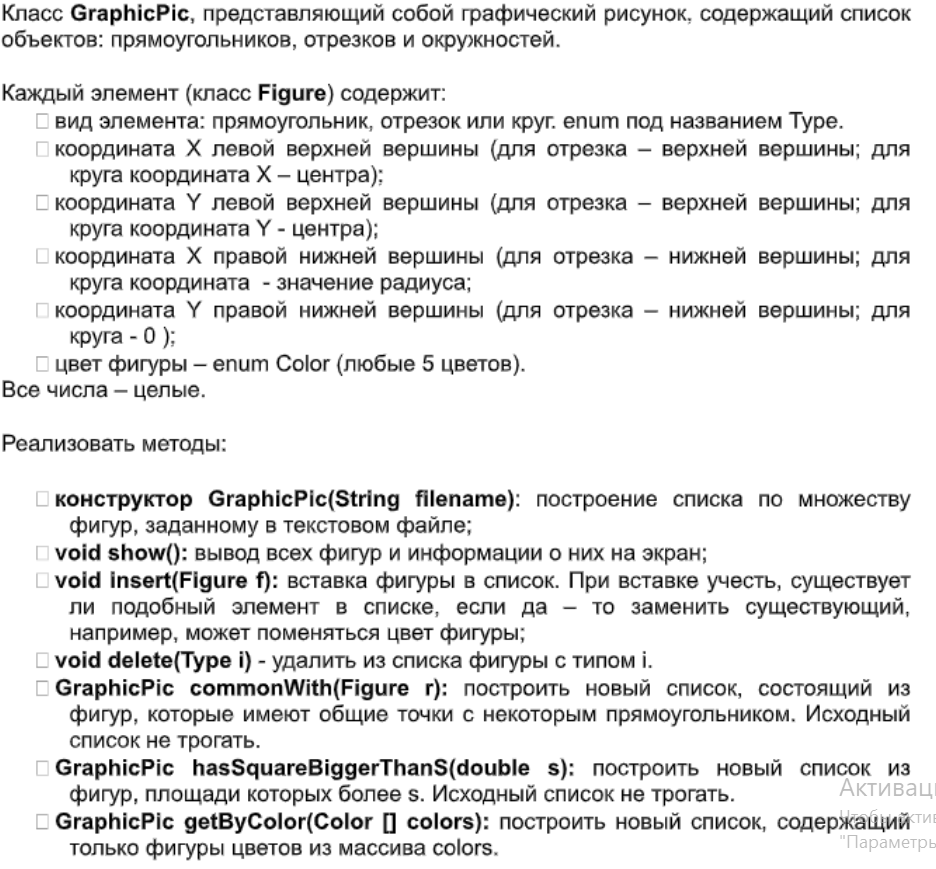 Класс GraphicPic, представляющий собой графический рисунок, содержащий список
объектов: прямоугольников, отрезков и окружностей.
Каждый элемент (класс Figure) содержит:
вид элемента: прямоугольник, отрезок или круг. enum под названием Type.
координата X левой верхней вершины (для отрезка – верхней вершины; для
круга координата X – центра);
координата Y левой верхней вершины (для отрезка – верхней вершины; для
круга координата Y - центра);
координата X правой нижней вершины (для отрезка – нижней вершины; для
круга координата - значение радиуса;
координата Y правой нижней вершины (для отрезка – нижней вершины; для
круга - 0 );
цвет фигуры – enum Color (любые 5 цветов).
Все числа – целые.
Реализовать методы:
конструктор GraphicPic(String filename): построение списка по множеству
фигур, заданному в текстовом файле;
void show(): вывод всех фигур и информации о них на экран;
void insert(Figure f): вставка фигуры в список. При вставке учесть, существует
ли подобный элемент в списке, если да – то заменить существующий,
например, может поменяться цвет фигуры;
void delete(Type i) - удалить из списка фигуры с типом i.
GraphicPic commonWith(Figure r): построить новый список, состоящий из
фигур, которые имеют общие точки с некоторым прямоугольником. Исходный
список не трогать.
GraphicPic hasSquareBiggerThanS(double s): построить новый список из
фигур, площади которых более s. Исходный список не трогать.
Активаци
GraphicPic getByColor(Color [] colors): построить новый список, содержащий
только фигуры цветов из массива colors.
"Параметры